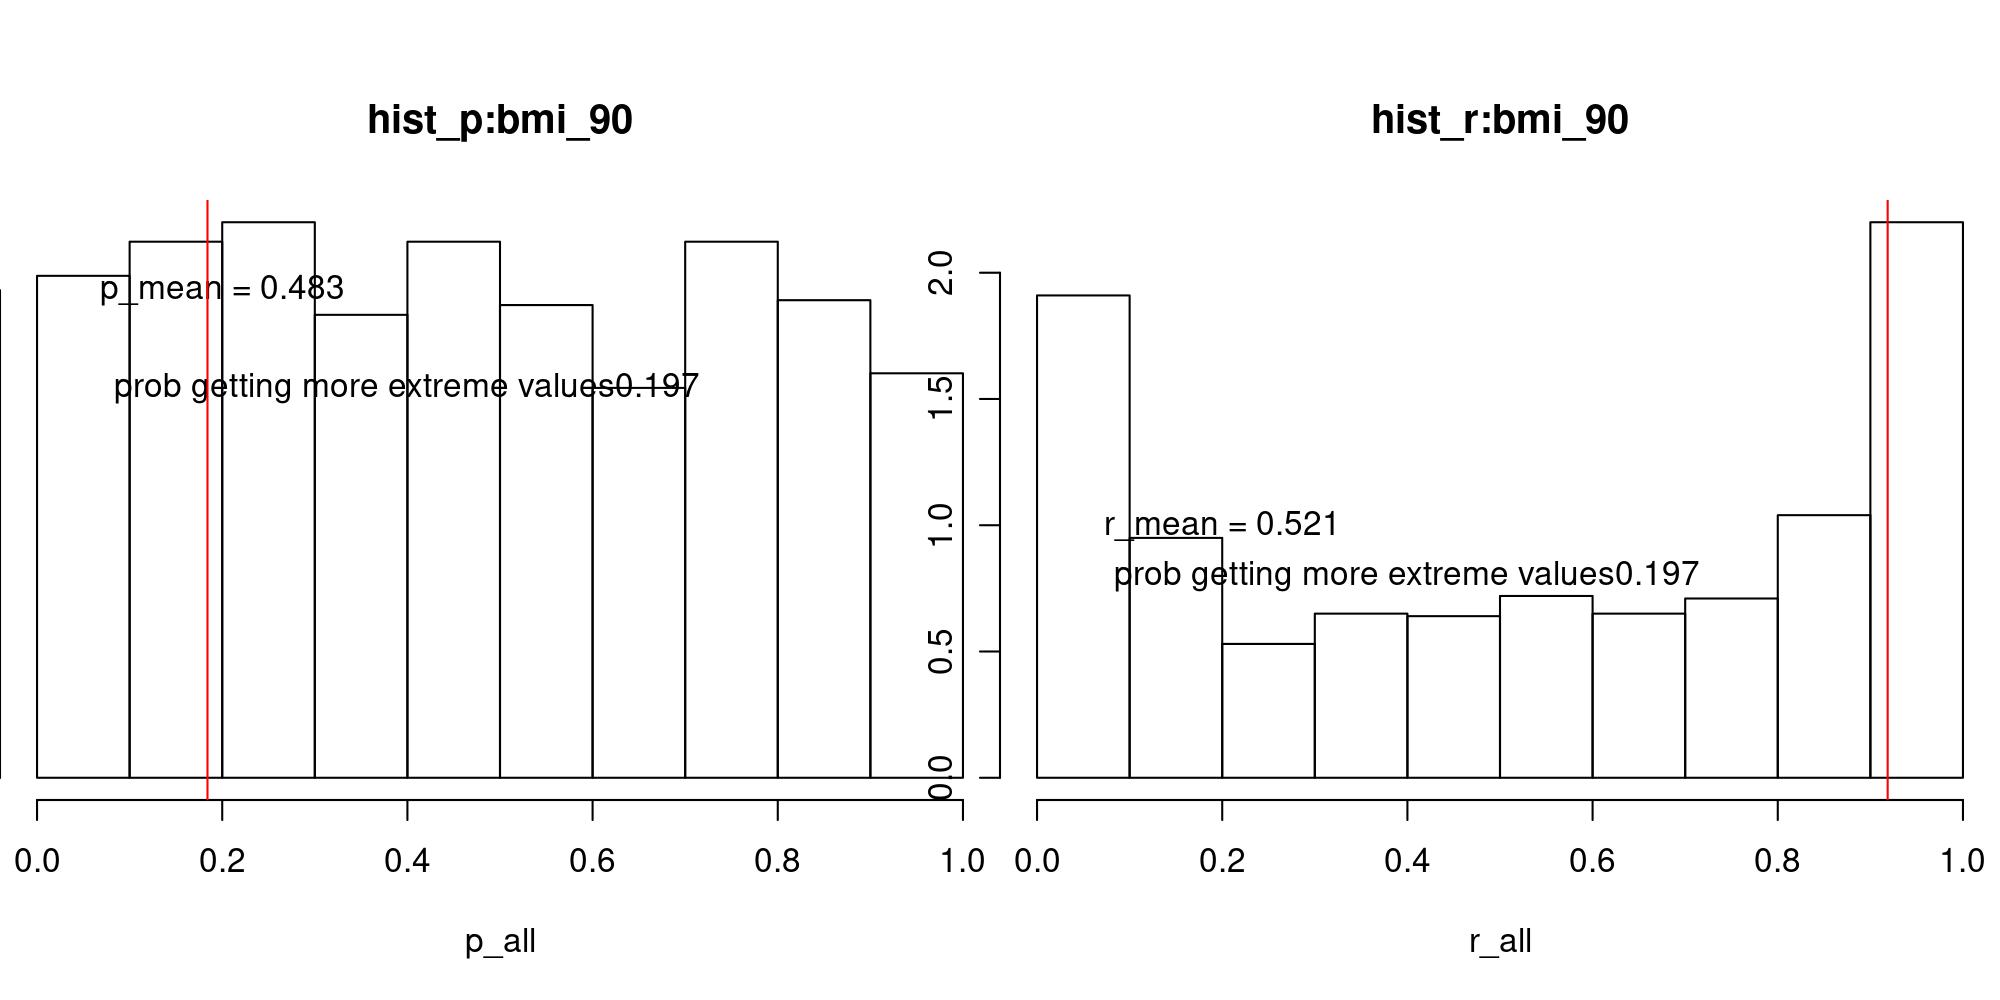 hist_p:bmi_90
p_mean = 0.483
prob getting more extreme values0.197
0.0 0.2 0.4 0.6 0.8 1.0
p_all
hist_r:bmi_90
2.0
1.5
1.0
0.5
0.0
r_mean = 0.521
prob getting more extreme values0.197
0.0 0.2 0.4 0.6 0.8 1.0
r_all